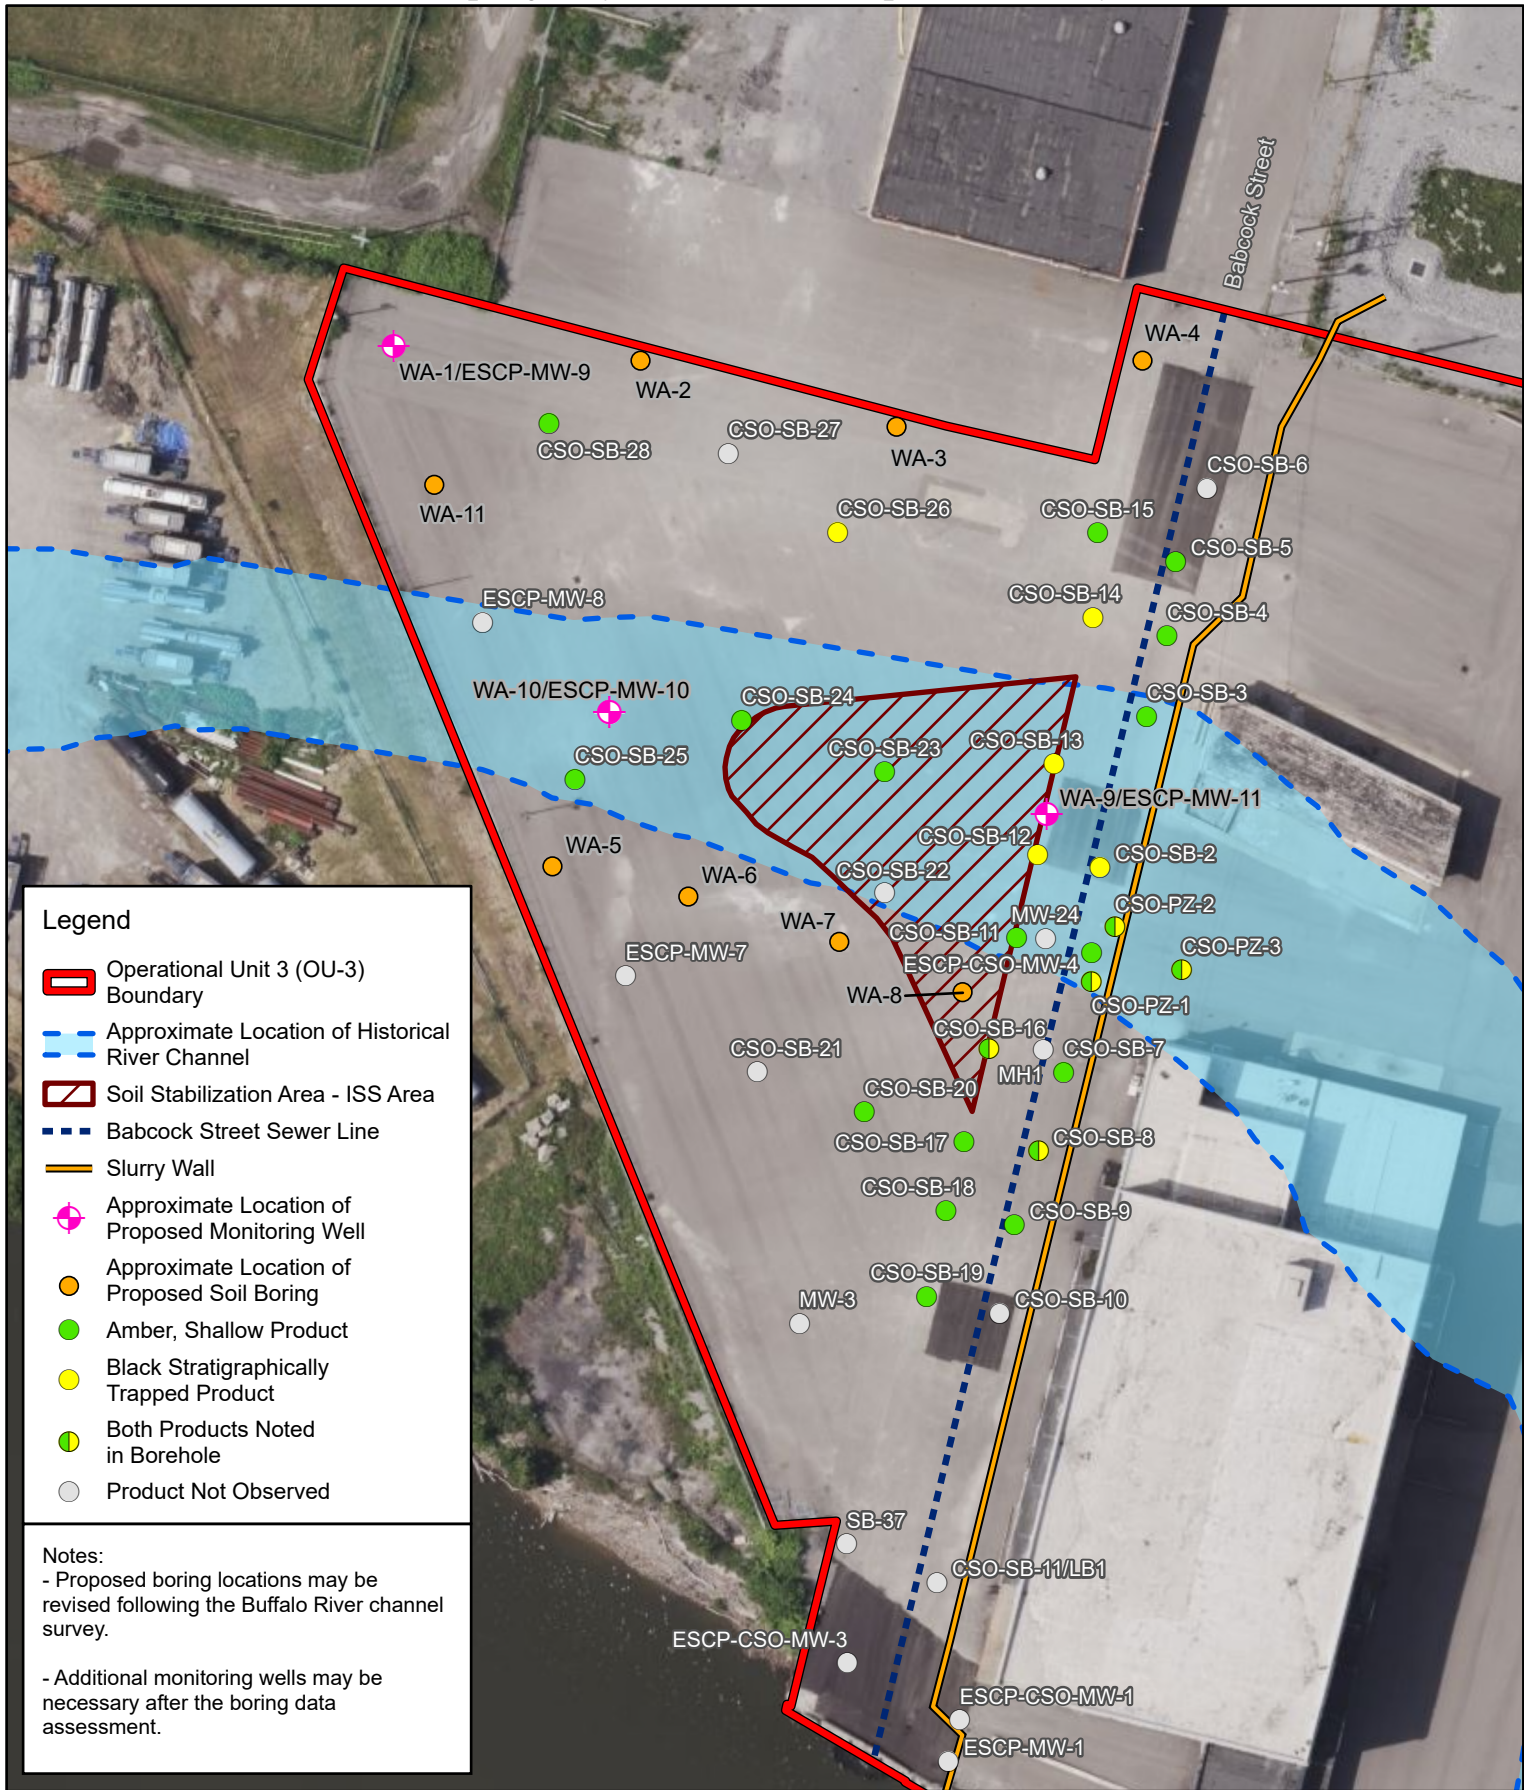 Babcock Street
WA-4
WA-1/ESCP-MW-9
WA-2
CSO-SB-28
CSO-SB-27
WA-3
CSO-SB-6
WA-11
CSO-SB-26
CSO-SB-15
CSO-SB-5
ESCP-MW-8
CSO-SB-14
CSO-SB-4
WA-10/ESCP-MW-10
CSO-SB-24
CSO-SB-3
CSO-SB-25
CSO-SB-23
CSO-SB-13
WA-9/ESCP-MW-11
WA-5
CSO-SB-12
CSO-SB-2
WA-6
CSO-SB-22
WA-7
CSO-SB-11
MW-24
CSO-PZ-2
ESCP-MW-7
ESCP-CSO-MW-4
CSO-PZ-3
WA-8
CSO-PZ-1
CSO-SB-16
CSO-SB-21
MH1
CSO-SB-7
CSO-SB-20
CSO-SB-17
CSO-SB-8
CSO-SB-18
CSO-SB-9
CSO-SB-19
MW-3
CSO-SB-10
SB-37
CSO-SB-11/LB1
ESCP-CSO-MW-3
ESCP-CSO-MW-1
ESCP-MW-1
Legend
Operational Unit 3 (OU-3)
Boundary
Approximate Location of Historical
River Channel
Soil Stabilization Area - ISS Area
Babcock Street Sewer Line
Slurry Wall
Approximate Location of
Proposed Monitoring Well
Approximate Location of
Proposed Soil Boring
Amber, Shallow Product
Black Stratigraphically
Trapped Product
Both Products Noted
in Borehole
Product Not Observed
Notes:
- Proposed boring locations may be
revised following the Buffalo River channel
survey.
- Additional monitoring wells may be
necessary after the boring data
assessment.